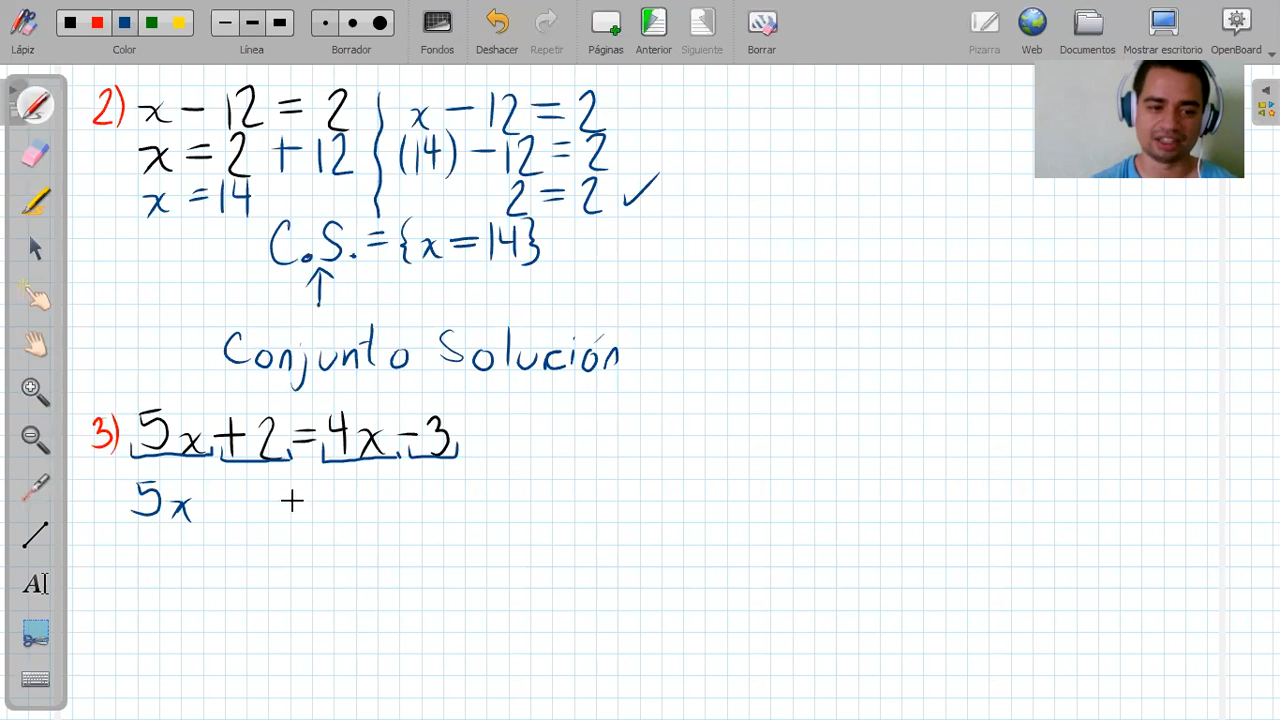 Lápiz Color Línea Borrador Fondos Deshacer Repetir Páginas Anterior Siguiente Borrar Pizarra Web Documentos Mostrar escritorio OpenBoard
2) x - 12 = 2 x - 12 = 2
x = 2 + 12 (14) - 12 = 2
x = 14 2 = 2 ✓
C.S. = {x = 14}
↑
Conjunto Solución
3) 5x + 2 = 4x - 3
5x
AI